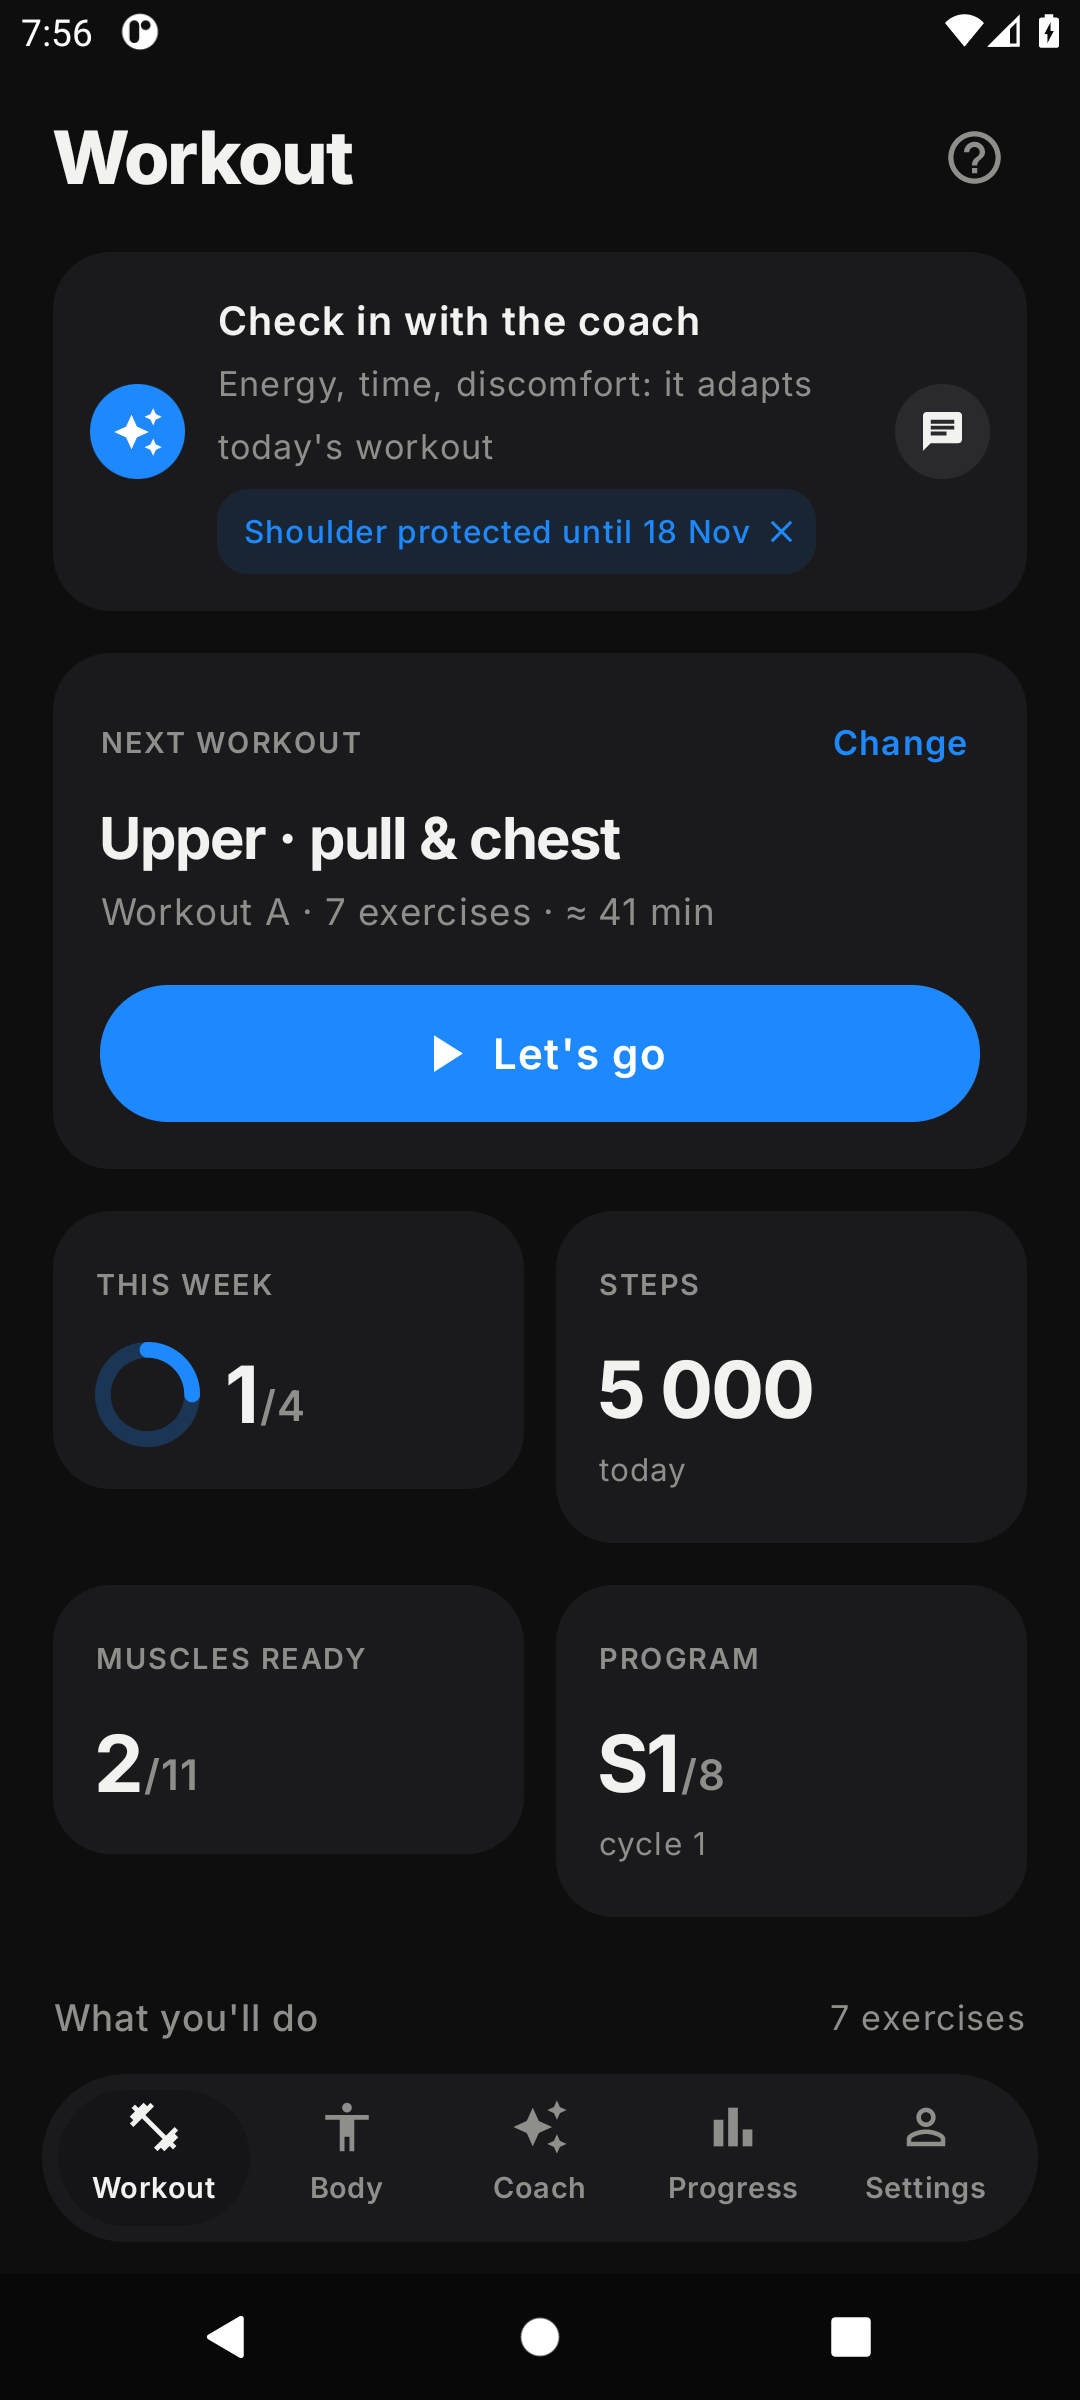 7:56
Workout
Check in with the coach
Energy, time, discomfort: it adapts
today's workout
Shoulder protected until 18 Nov
NEXT WORKOUT
Change
Upper · pull & chest
Workout A · 7 exercises · ≈ 41 min
Let's go
THIS WEEK
1/4
STEPS
5 000
today
MUSCLES READY
2/11
PROGRAM
S1/8
cycle 1
What you'll do
7 exercises
Workout
Body
Coach
Progress
Settings